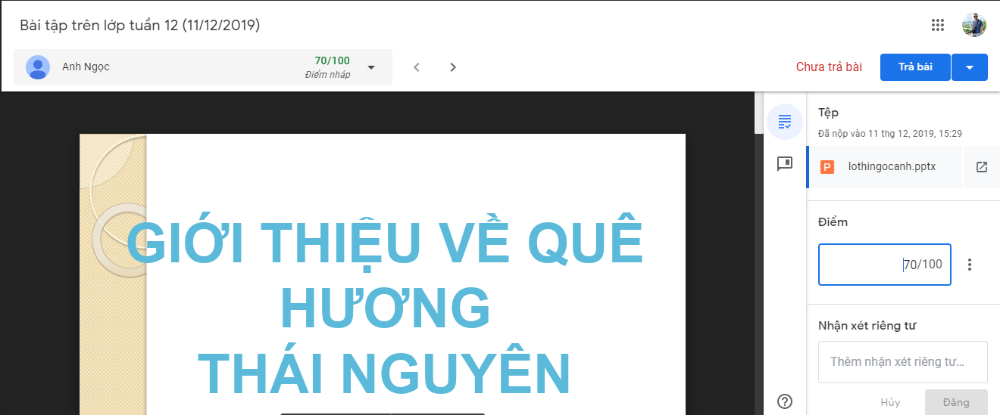 Bài tập trên lớp tuần 12 (11/12/2019)
Anh Ngọc
70/100
Điểm nháp
Chưa trả bài
Trả bài
GIỚI THIỆU VỀ QUÊ
HƯƠNG
THÁI NGUYÊN
Tệp
Đã nộp vào 11 thg 12, 2019, 15:29
P
lothingocanh.pptx
Điểm
70/100
Nhận xét riêng tư
Thêm nhận xét riêng tư...
Hủy
Đăng